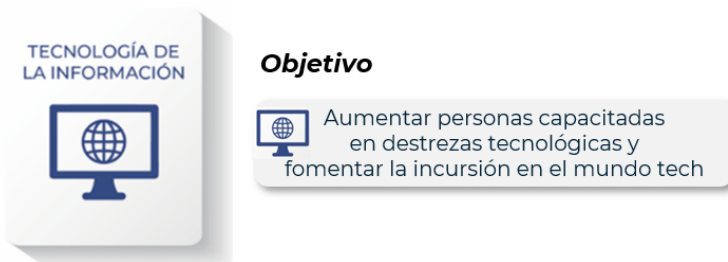 TECNOLOGÍA DE
LA INFORMACIÓN
Objetivo
Aumentar personas capacitadas
en destrezas tecnológicas y
fomentar la incursión en el mundo tech